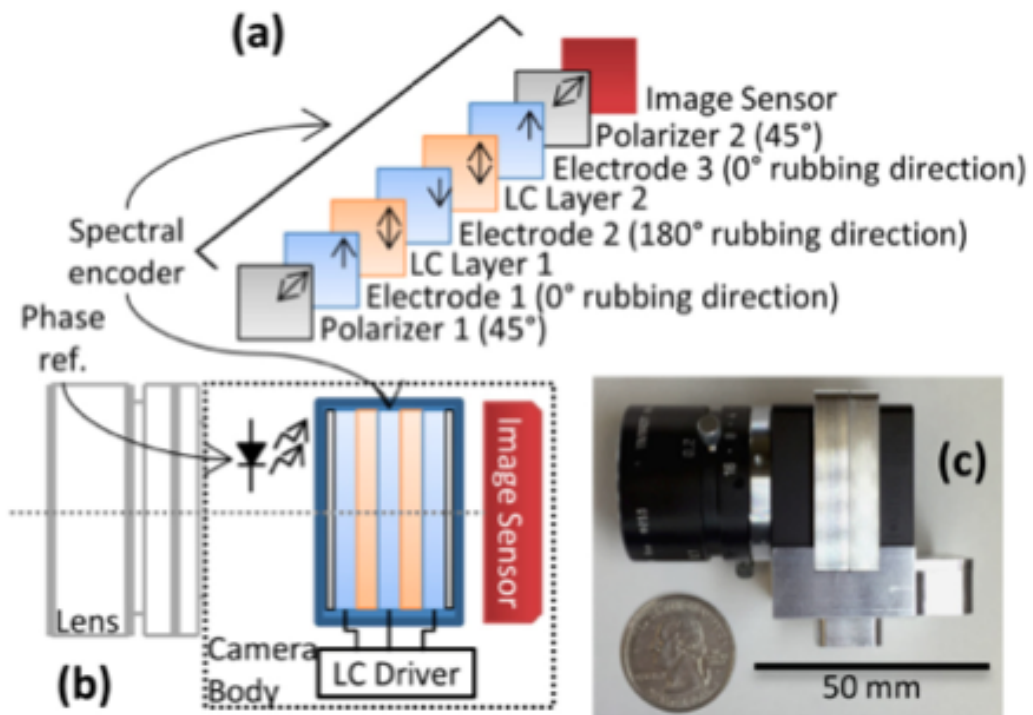 (a)
Image Sensor
Polarizer 2 (45°)
Electrode 3 (0° rubbing direction)
LC Layer 2
Electrode 2 (180° rubbing direction)
LC Layer 1
Electrode 1 (0° rubbing direction)
Polarizer 1 (45°)
Spectral
encoder
Phase
ref.
Image Sensor
Lens
Camera
Body
LC Driver
(b)
(c)
50 mm